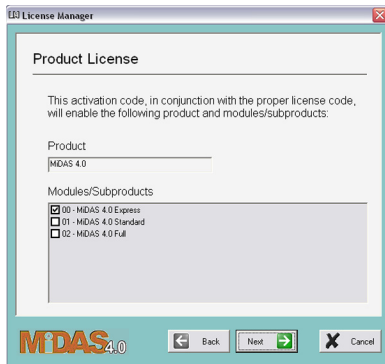 License Manager
Product License
This activation code, in conjunction with the proper license code,
will enable the following product and modules/subproducts:
Product
MiDAS 4.0
Modules/Subproducts
00 - MiDAS 4.0 Express
01 - MiDAS 4.0 Standard
02 - MiDAS 4.0 Full
MiDAS 4.0
Back
Next
Cancel